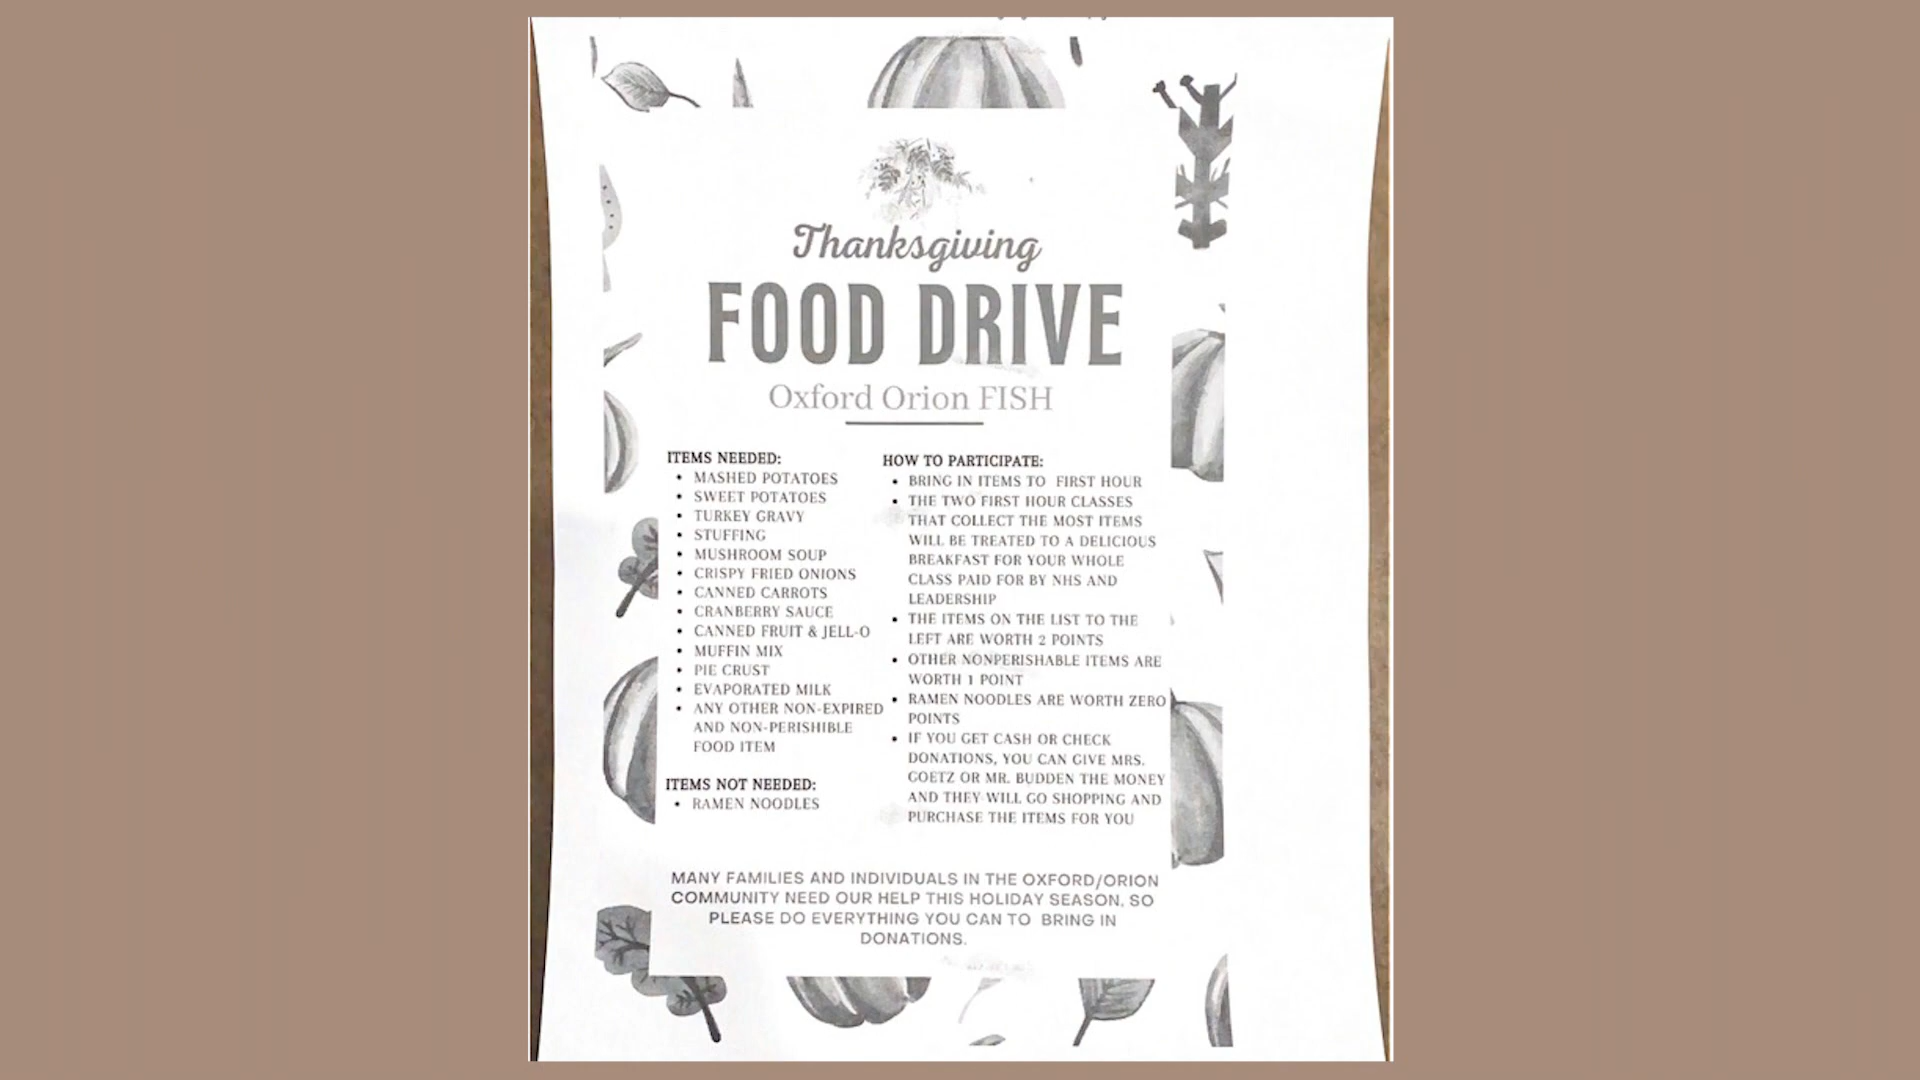 Thanksgiving
FOOD DRIVE
Oxford Orion FISH
ITEMS NEEDED:
• MASHED POTATOES
• SWEET POTATOES
• TURKEY GRAVY
• STUFFING
• MUSHROOM SOUP
• CRISPY FRIED ONIONS
• CANNED CARROTS
• CRANBERRY SAUCE
• CANNED FRUIT & JELL-O
• MUFFIN MIX
• PIE CRUST
• EVAPORATED MILK
• ANY OTHER NON-EXPIRED
AND NON-PERISHIBLE
FOOD ITEM
ITEMS NOT NEEDED:
• RAMEN NOODLES
HOW TO PARTICIPATE:
• BRING IN ITEMS TO FIRST HOUR
• THE TWO FIRST HOUR CLASSES
THAT COLLECT THE MOST ITEMS
WILL BE TREATED TO A DELICIOUS
BREAKFAST FOR YOUR WHOLE
CLASS PAID FOR BY NHS AND
LEADERSHIP
• THE ITEMS ON THE LIST TO THE
LEFT ARE WORTH 2 POINTS
• OTHER NONPERISHABLE ITEMS ARE
WORTH 1 POINT
• RAMEN NOODLES ARE WORTH ZERO
POINTS
• IF YOU GET CASH OR CHECK
DONATIONS, YOU CAN GIVE MRS.
GOETZ OR MR. BUDDEN THE MONEY
AND THEY WILL GO SHOPPING AND
PURCHASE THE ITEMS FOR YOU
MANY FAMILIES AND INDIVIDUALS IN THE OXFORD/ORION
COMMUNITY NEED OUR HELP THIS HOLIDAY SEASON, SO
PLEASE DO EVERYTHING YOU CAN TO BRING IN
DONATIONS.